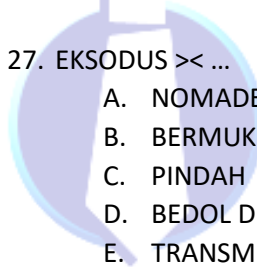 27. EKSODUS >< ...
A. NOMADE
B. BERMUK
C. PINDAH
D. BEDOL D
E. TRANSM